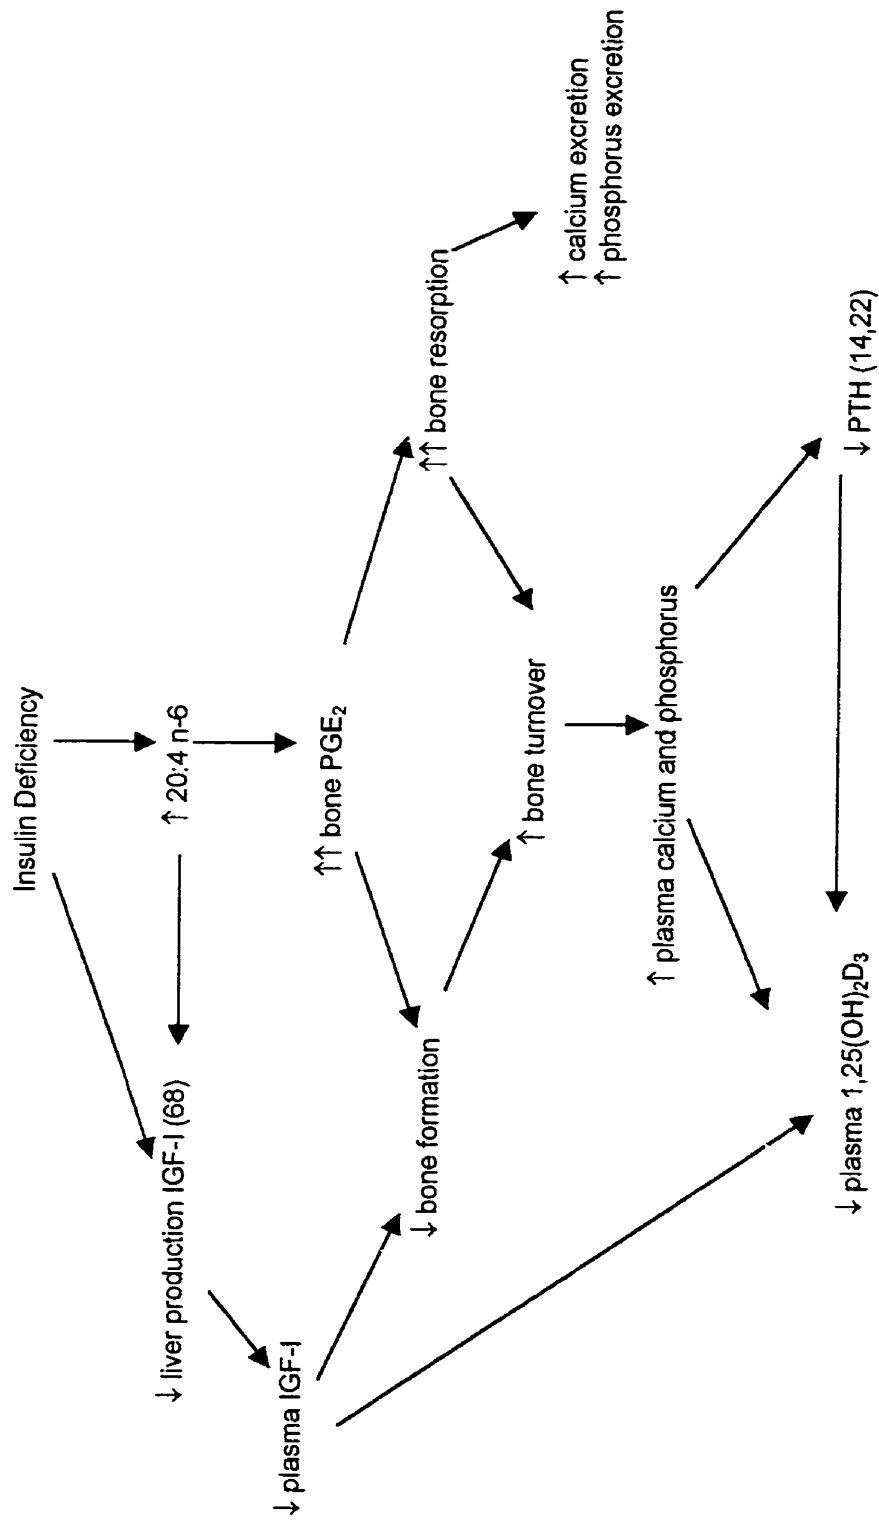 Insulin Deficiency
↓ liver production IGF-I (68)
↑ 20:4 n-6
↓ plasma IGF-I
↑↑ bone PGE₂
↓ bone formation
↑↑ bone resorption
↑ bone turnover
↑ calcium excretion
↑ phosphorus excretion
↑ plasma calcium and phosphorus
↓ plasma 1,25(OH)₂D₃
↓ PTH (14,22)